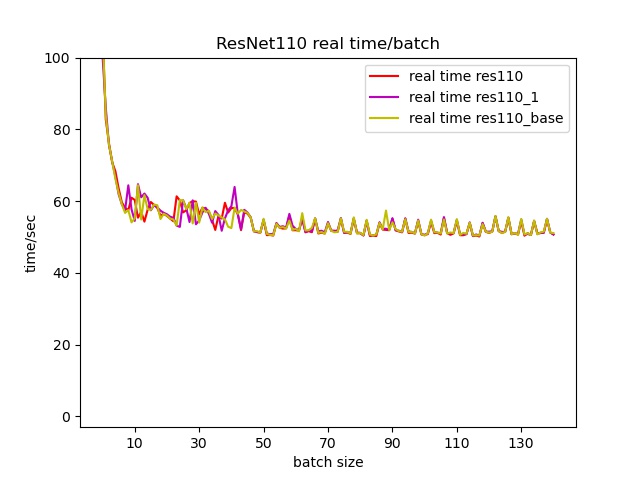 ResNet110 real time/batch
real time res110
real time res110_1
real time res110_base
100
80
60
40
20
0
time/sec
10 30 50 70 90 110 130
batch size